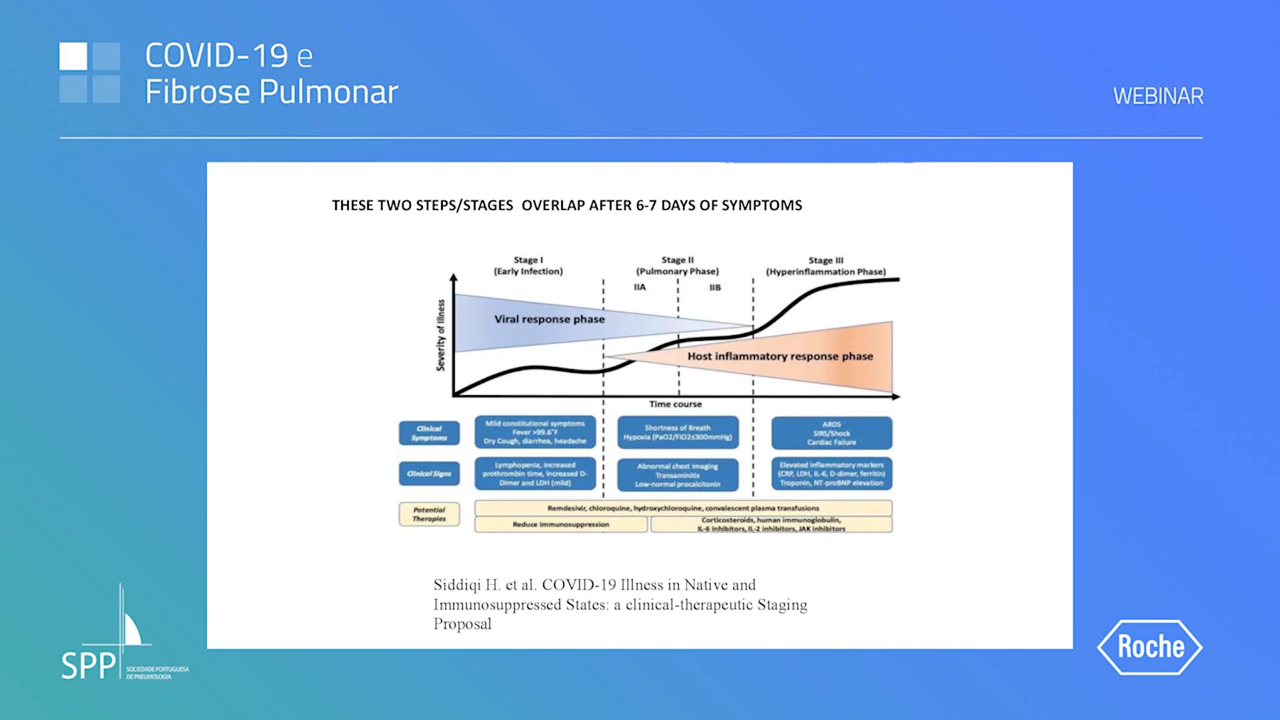 COVID-19 e
Fibrose Pulmonar
WEBINAR
THESE TWO STEPS/STAGES OVERLAP AFTER 6-7 DAYS OF SYMPTOMS
Stage I
(Early Infection)
Stage II
(Pulmonary Phase)
Stage III
(Hyperinflammation Phase)
IIA
IIB
Severity of Illness
Viral response phase
Host inflammatory response phase
Time course
Clinical
Symptoms
Mild constitutional symptoms
Fever >99.6°F
Dry Cough, diarrhea, headache
Shortness of Breath
Hypoxia (PaO2/FiO2≤300mmHg)
ARDS
SIRS/Shock
Cardiac Failure
Clinical Signs
Lymphopenia, increased
prothrombin time, increased D-
Dimer and LDH (mild)
Abnormal chest imaging
Transaminitis
Low-normal procalcitonin
Elevated inflammatory markers
(CRP, LDH, IL-6, D-dimer, ferritin)
Troponin, NT-proBNP elevation
Potential
Therapies
Remdesivir, chloroquine, hydroxychloroquine, convalescent plasma transfusions
Reduce immunosuppression
Corticosteroids, human immunoglobulin,
IL-6 inhibitors, IL-2 inhibitors, JAK inhibitors
Siddiqi H. et al. COVID-19 Illness in Native and
Immunosuppressed States: a clinical-therapeutic Staging
Proposal
SPP
SOCIEDADE PORTUGUESA
DE PNEUMOLOGIA
Roche